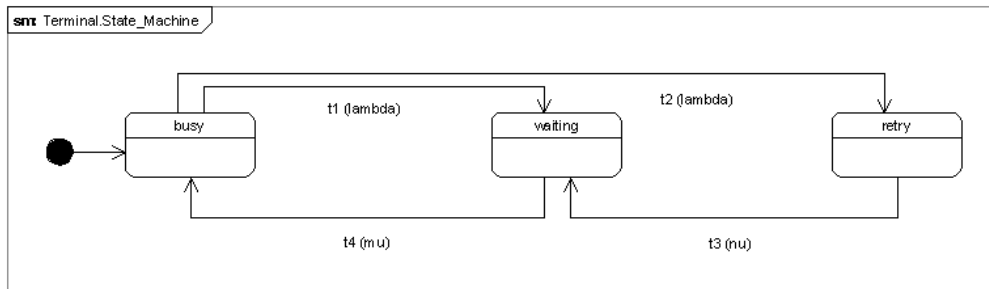 sm: Terminal.State_Machine
t1 (lambda)
t2 (lambda)
busy
waiting
retry
t4 (mu)
t3 (nu)